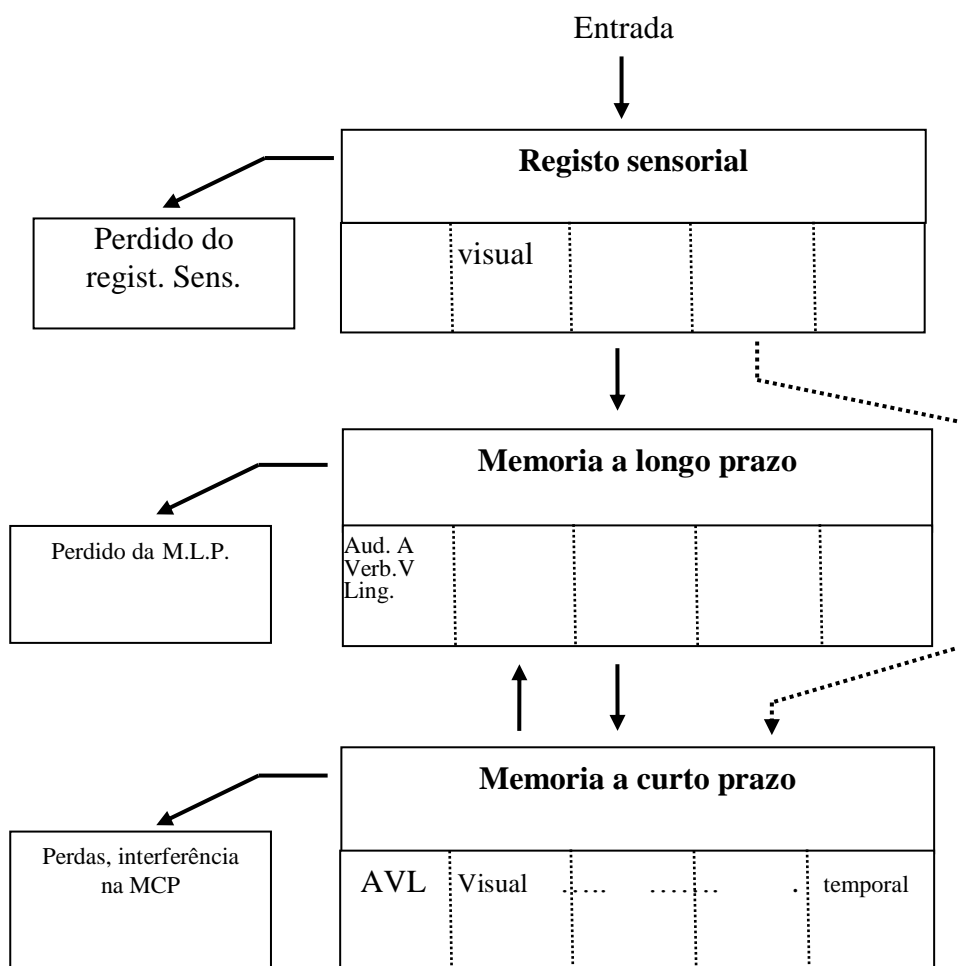 Entrada
Registo sensorial
Perdido do
regist. Sens.
visual
Memoria a longo prazo
Perdido da M.L.P.
Aud. A
Verb.V
Ling.
Memoria a curto prazo
Perdas, interferência
na MCP
AVL Visual ..... ....... . temporal